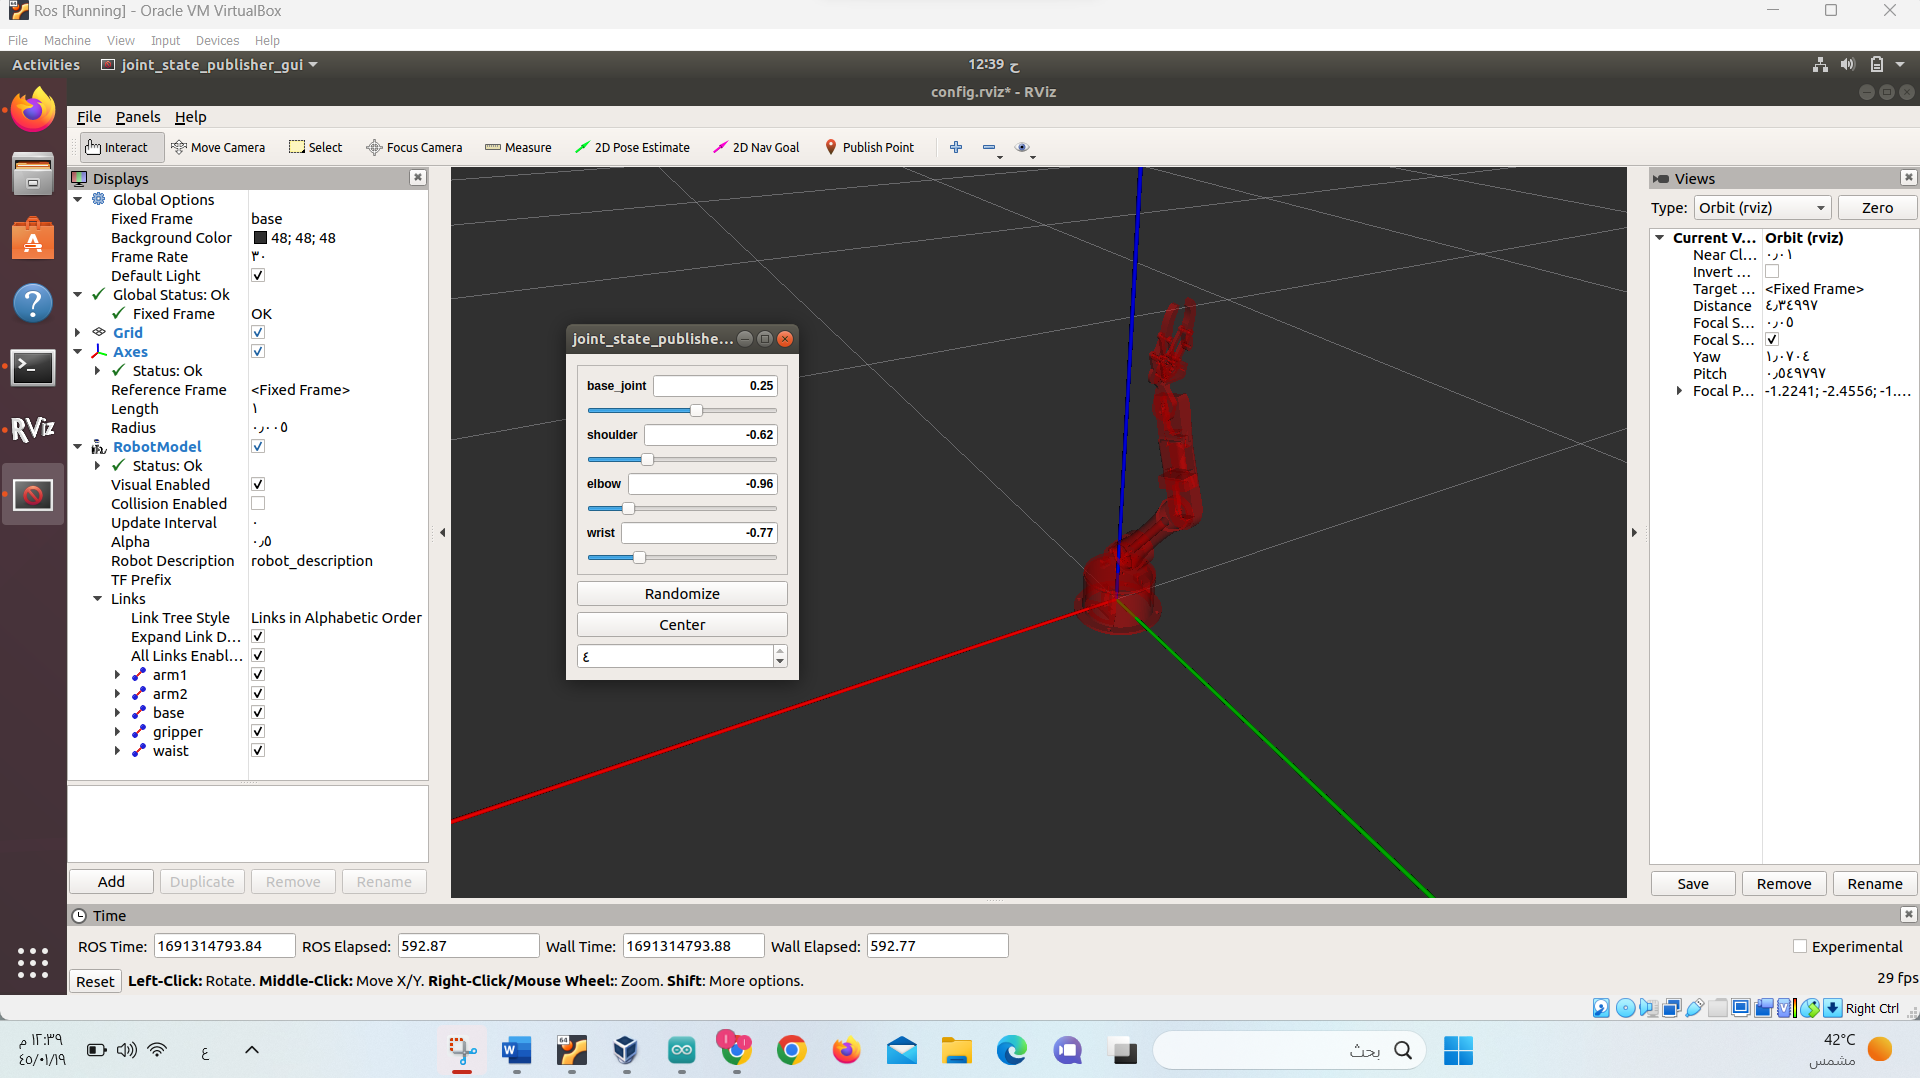 Ros [Running] - Oracle VM VirtualBox
File Machine View Input Devices Help
Activities joint_state_publisher_gui 12:39 ح
config.rviz* - RViz
File Panels Help
Interact Move Camera Select Focus Camera Measure 2D Pose Estimate 2D Nav Goal Publish Point
Displays
Global Options
Fixed Frame base
Background Color 48; 48; 48
Frame Rate ٣٠
Default Light
Global Status: Ok
Fixed Frame OK
Grid
Axes
Status: Ok
Reference Frame <Fixed Frame>
Length ١
Radius ٠٫٠٠٥
RobotModel
Status: Ok
Visual Enabled
Collision Enabled
Update Interval ٠
Alpha ٠٫٥
Robot Description robot_description
TF Prefix
Links
Link Tree Style Links in Alphabetic Order
Expand Link D...
All Links Enabl...
arm1
arm2
base
gripper
waist
Add Duplicate Remove Rename
joint_state_publishe...
base_joint 0.25
shoulder -0.62
elbow -0.96
wrist -0.77
Randomize
Center
٤
Views
Type: Orbit (rviz) Zero
Current V... Orbit (rviz)
Near Cl... ٠٫٠١
Invert ...
Target ... <Fixed Frame>
Distance ٤٫٣٤٩٩٧
Focal S... ٠٫٠٥
Focal S...
Yaw ١٫٠٧٠٤
Pitch ٠٫٥٤٩٧٩٧
Focal P... -1.2241; -2.4556; -1....
Save Remove Rename
Time
ROS Time: 1691314793.84 ROS Elapsed: 592.87 Wall Time: 1691314793.88 Wall Elapsed: 592.77 Experimental
Reset Left-Click: Rotate. Middle-Click: Move X/Y. Right-Click/Mouse Wheel:: Zoom. Shift: More options. 29 fps
Right Ctrl
١٢:٣٩ م
٤٥/٠١/١٩
ع
بحث
42°C
مشمس
RViz